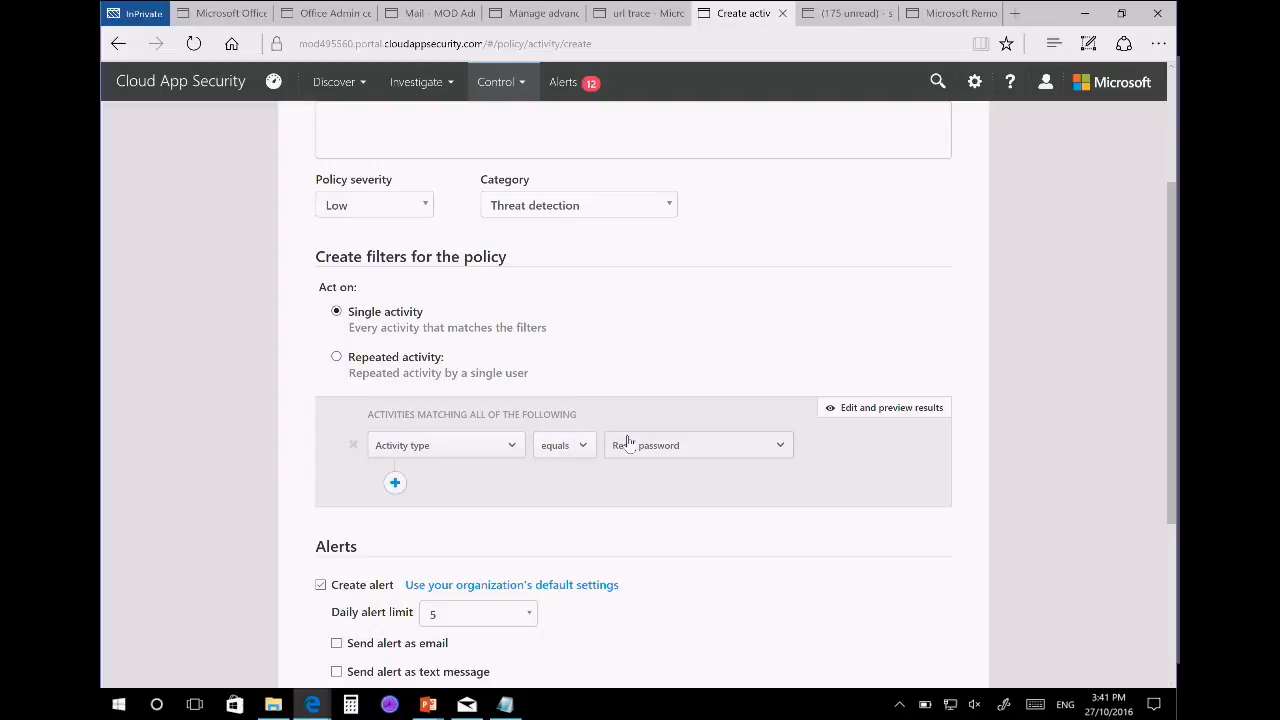 InPrivate
Microsoft Office
Office Admin ce
Mail - MOD Adi
Manage advanc
url trace - Micro
Create activ
(175 unread) - s
Microsoft Remo
mod495560.portal.cloudappsecurity.com/#/policy/activity/create
Cloud App Security
Discover
Investigate
Control
Alerts
12
Microsoft
Policy severity
Category
Low
Threat detection
Create filters for the policy
Act on:
Single activity
Every activity that matches the filters
Repeated activity:
Repeated activity by a single user
ACTIVITIES MATCHING ALL OF THE FOLLOWING
Edit and preview results
Activity type
equals
password
Alerts
Create alert
Use your organization's default settings
Daily alert limit
5
Send alert as email
Send alert as text message
ENG
3:41 PM
27/10/2016